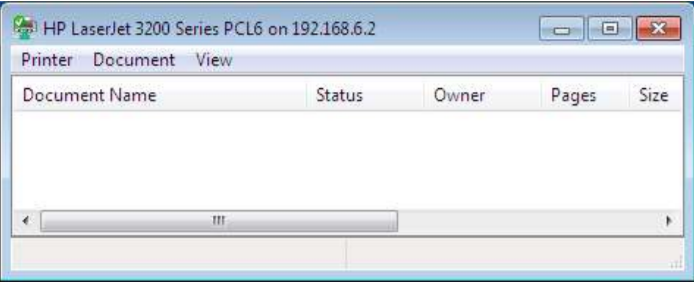 HP LaserJet 3200 Series PCL6 on 192.168.6.2
Printer Document View
Document Name Status Owner Pages Size